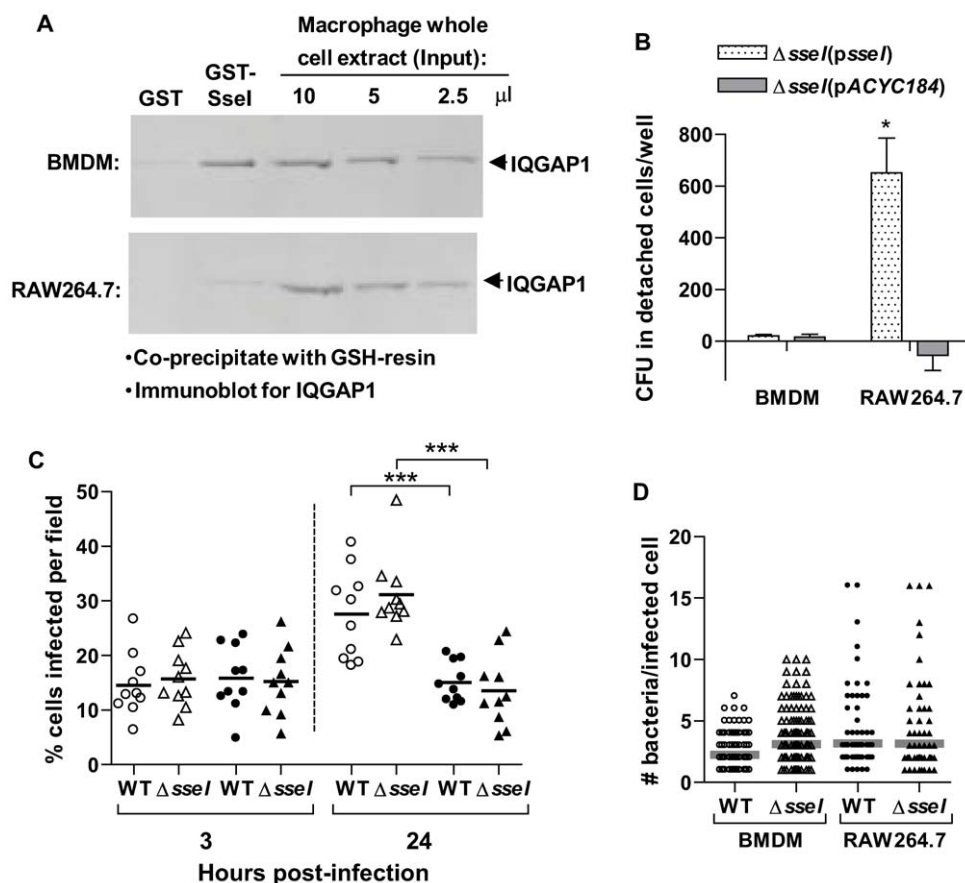 A
Macrophage whole
cell extract (Input):
GST
GST-
SseI
10
5
2.5
µl
BMDM:
IQGAP1
RAW264.7:
IQGAP1
•Co-precipitate with GSH-resin
•Immunoblot for IQGAP1
B
ΔsseI(psseI)
ΔsseI(pACYC184)
CFU in detached cells/well
800
600
400
200
0
*
BMDM
RAW264.7
C
% cells infected per field
50
40
30
20
10
0
***
***
WT ΔsseI WT ΔsseI WT ΔsseI WT ΔsseI
3
24
Hours post-infection
D
# bacteria/infected cell
20
15
10
5
0
WT ΔsseI WT ΔsseI
BMDM RAW264.7